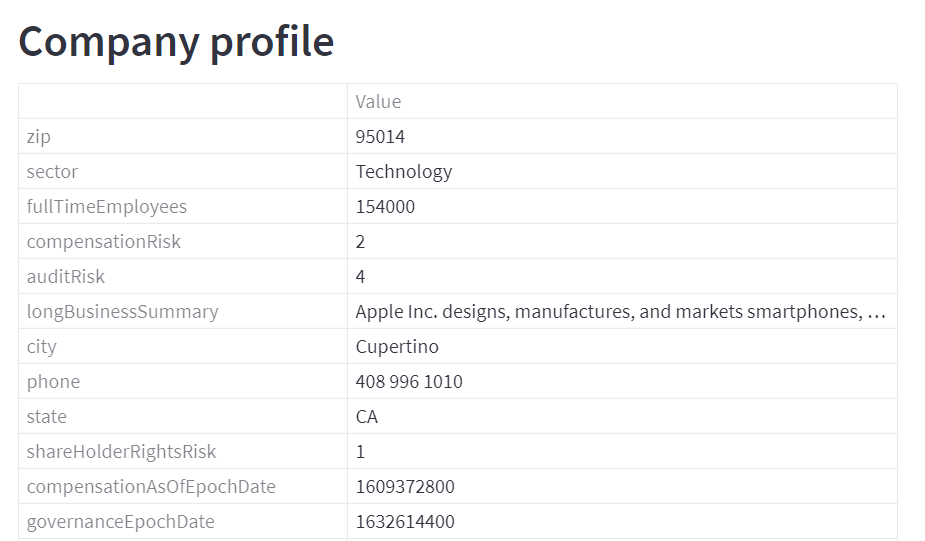 Company profile
Value
zip 95014
sector Technology
fullTimeEmployees 154000
compensationRisk 2
auditRisk 4
longBusinessSummary Apple Inc. designs, manufactures, and markets smartphones, …
city Cupertino
phone 408 996 1010
state CA
shareHolderRightsRisk 1
compensationAsOfEpochDate 1609372800
governanceEpochDate 1632614400